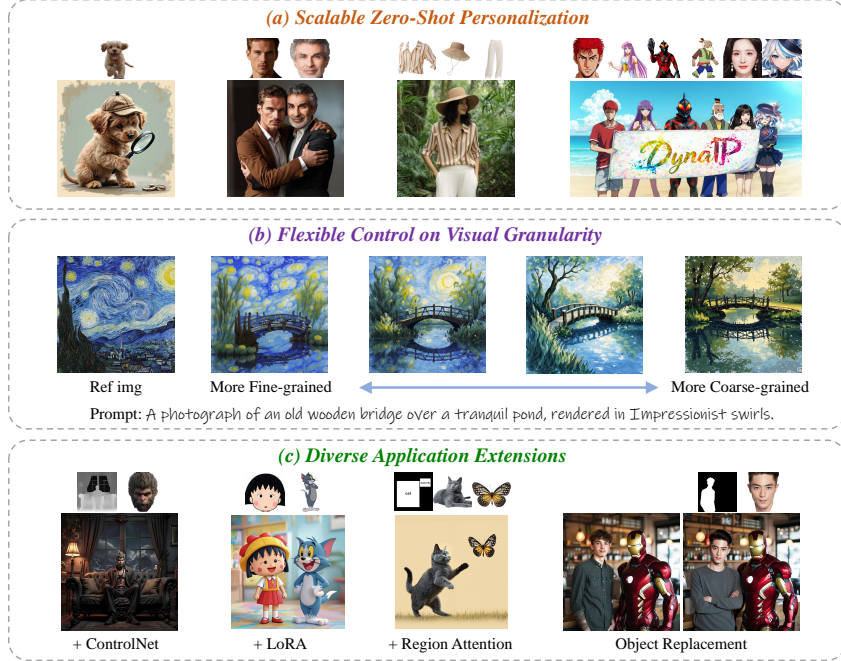 (a) Scalable Zero-Shot Personalization
DynaIP
(b) Flexible Control on Visual Granularity
Ref img
More Fine-grained
More Coarse-grained
Prompt: A photograph of an old wooden bridge over a tranquil pond, rendered in Impressionist swirls.
(c) Diverse Application Extensions
cat
+ ControlNet
+ LoRA
+ Region Attention
Object Replacement